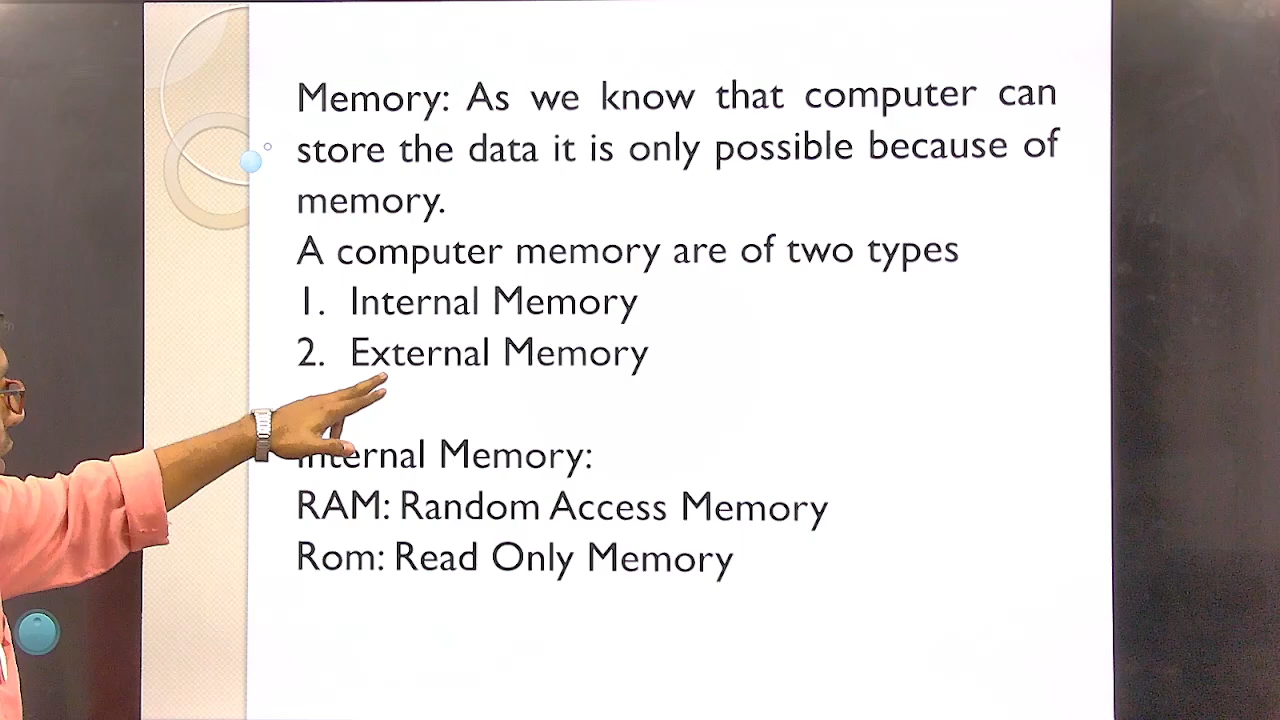 Memory: As we know that computer can
store the data it is only possible because of
memory.
A computer memory are of two types
1. Internal Memory
2. External Memory
Internal Memory:
RAM: Random Access Memory
Rom: Read Only Memory